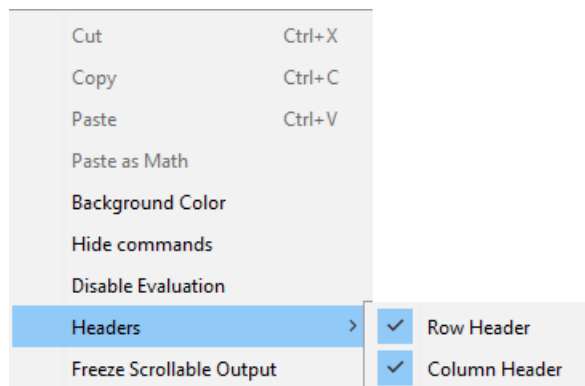 Cut Ctrl+X
Copy Ctrl+C
Paste Ctrl+V
Paste as Math
Background Color
Hide commands
Disable Evaluation
Headers
Row Header
Freeze Scrollable Output
Column Header